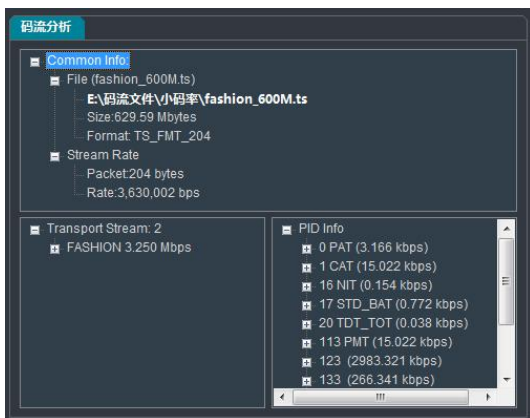 码流分析
Common Info:
File (fashion_600M.ts)
E:\码流文件\小码率\fashion_600M.ts
Size:629.59 Mbytes
Format: TS_FMT_204
Stream Rate
Packet:204 bytes
Rate:3,630,002 bps
Transport Stream: 2
FASHION 3.250 Mbps
PID Info
0 PAT (3.166 kbps)
1 CAT (15.022 kbps)
16 NIT (0.154 kbps)
17 STD_BAT (0.772 kbps)
20 TDT_TOT (0.038 kbps)
113 PMT (15.022 kbps)
123 (2983.321 kbps)
133 (266.341 kbps)